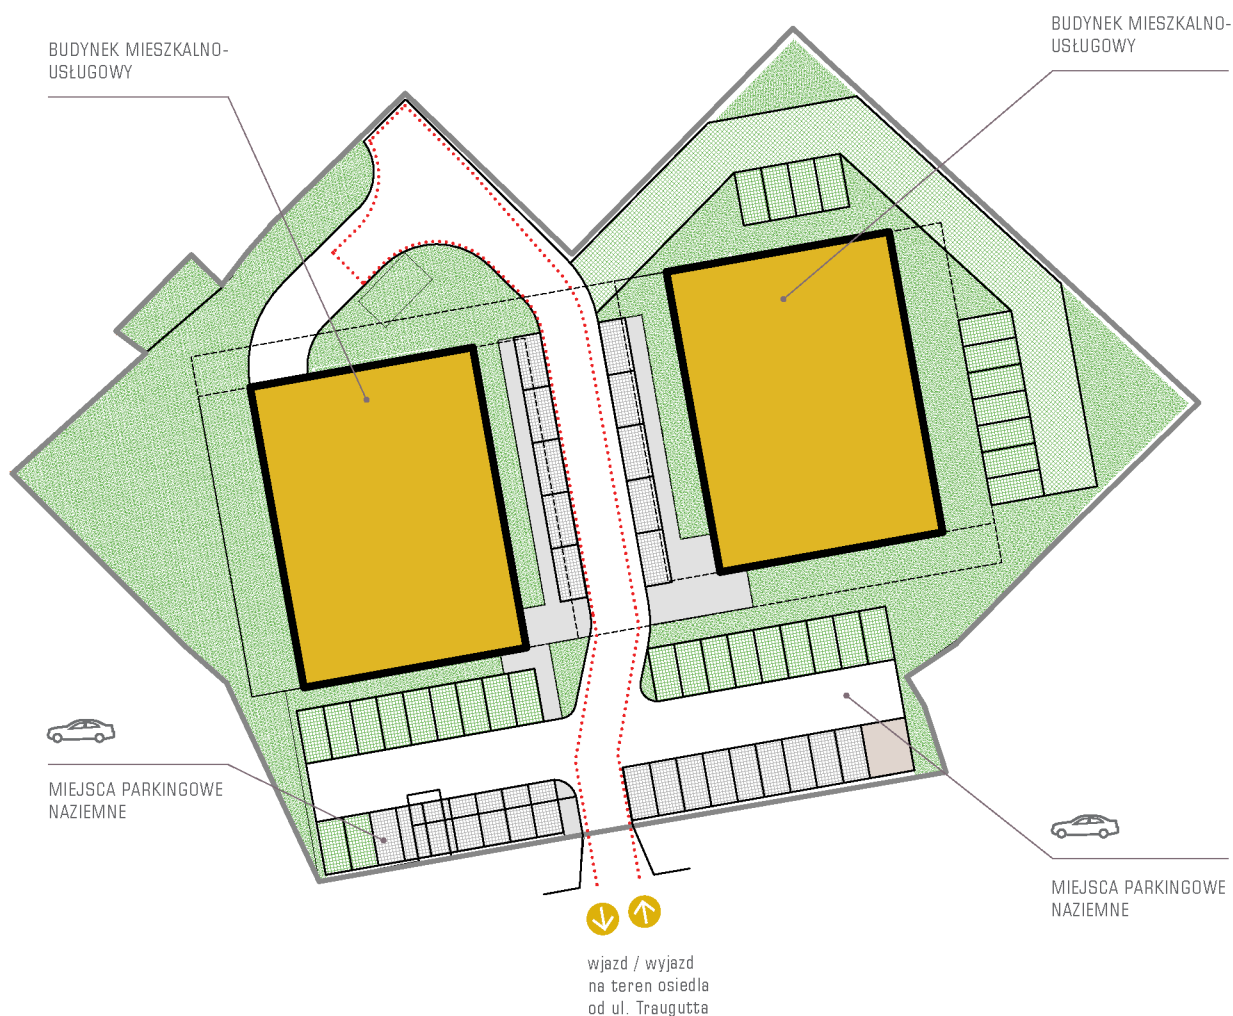 BUDYNEK MIESZKALNO-
USŁUGOWY
BUDYNEK MIESZKALNO-
USŁUGOWY
MIEJSCA PARKINGOWE
NAZIEMNE
MIEJSCA PARKINGOWE
NAZIEMNE
wjazd / wyjazd
na teren osiedla
od ul. Traugutta